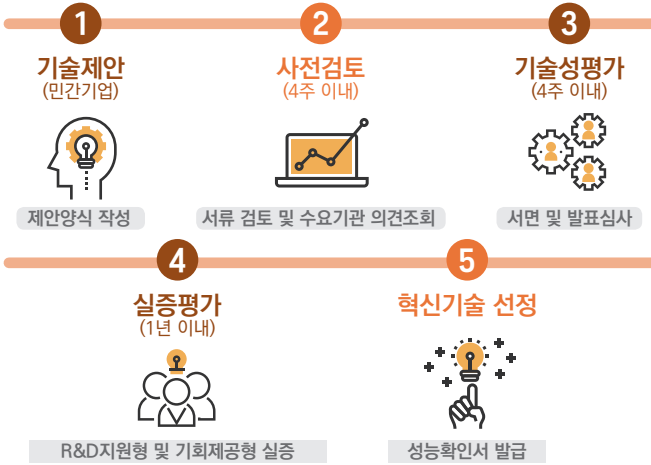 1
기술제안
(민간기업)
제안양식 작성
2
사전검토
(4주 이내)
서류 검토 및 수요기관 의견조회
3
기술성평가
(4주 이내)
서면 및 발표심사
4
실증평가
(1년 이내)
R&D지원형 및 기회제공형 실증
5
혁신기술 선정
성능확인서 발급